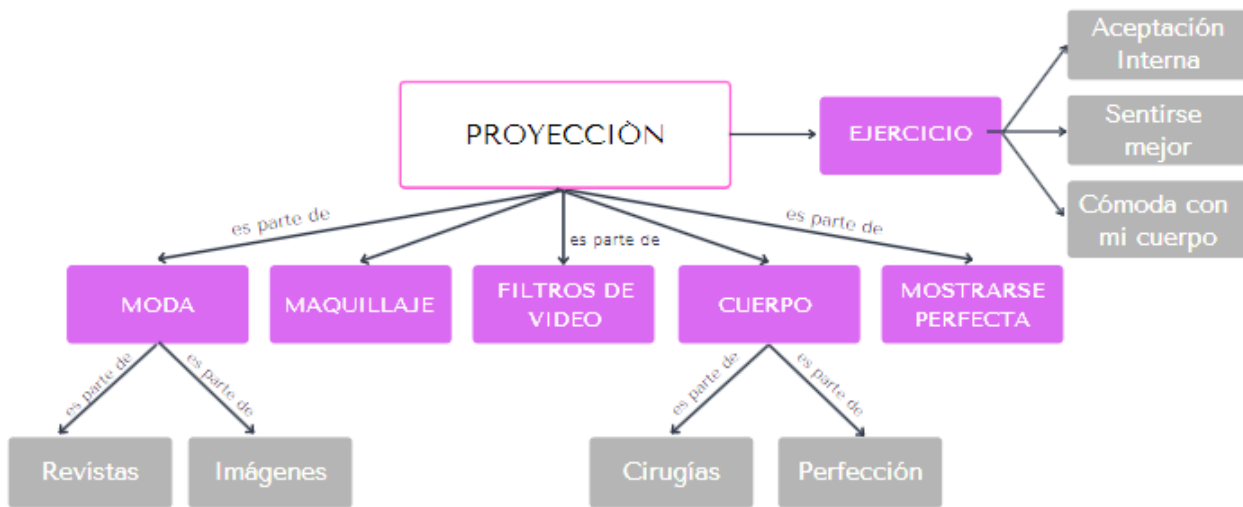 Aceptación
Interna
PROYECCIÒN
EJERCICIO
Sentirse
mejor
Cómoda con
mi cuerpo
es parte de
es parte de
es parte de
MODA
MAQUILLAJE
FILTROS DE
VIDEO
CUERPO
MOSTRARSE
PERFECTA
es parte de
es parte de
es parte de
es parte de
Revistas
Imágenes
Cirugías
Perfección